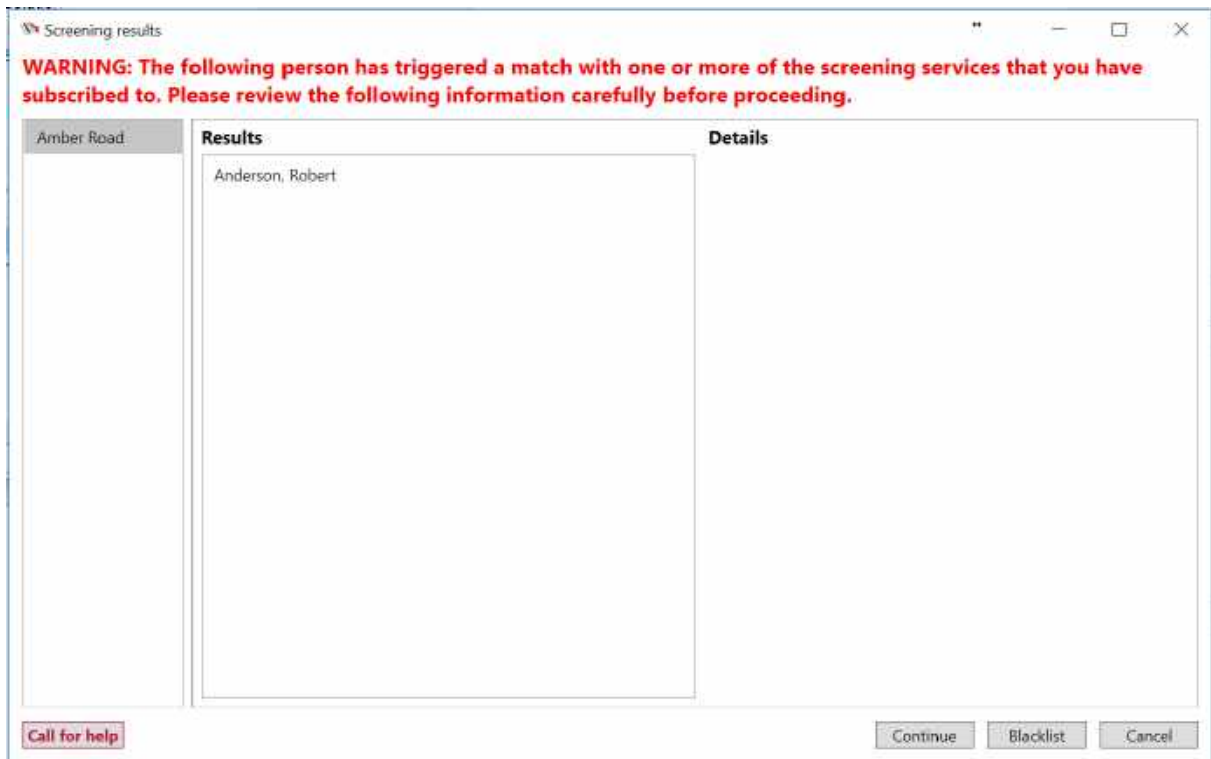 Screening results
WARNING: The following person has triggered a match with one or more of the screening services that you have
subscribed to. Please review the following information carefully before proceeding.
Amber Road
Results
Details
Anderson, Robert
Call for help
Continue
Blacklist
Cancel